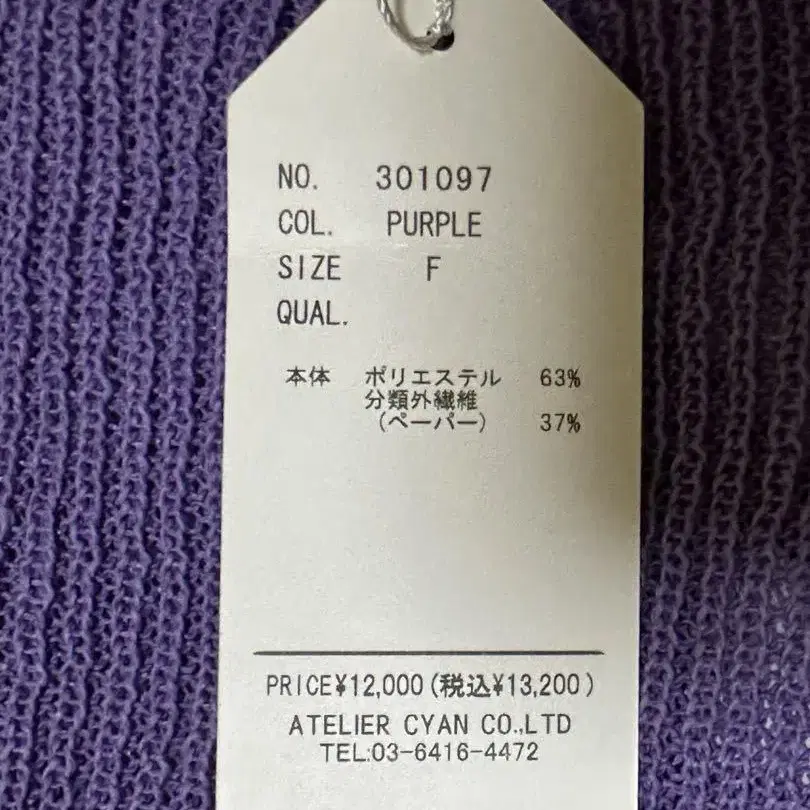 NO. 301097
COL. PURPLE
SIZE F
QUAL.
本体 ポリエステル 63%
分類外繊維
(ペーパー) 37%
PRICE¥12,000(税込¥13,200)
ATELIER CYAN CO.,LTD
TEL:03-6416-4472